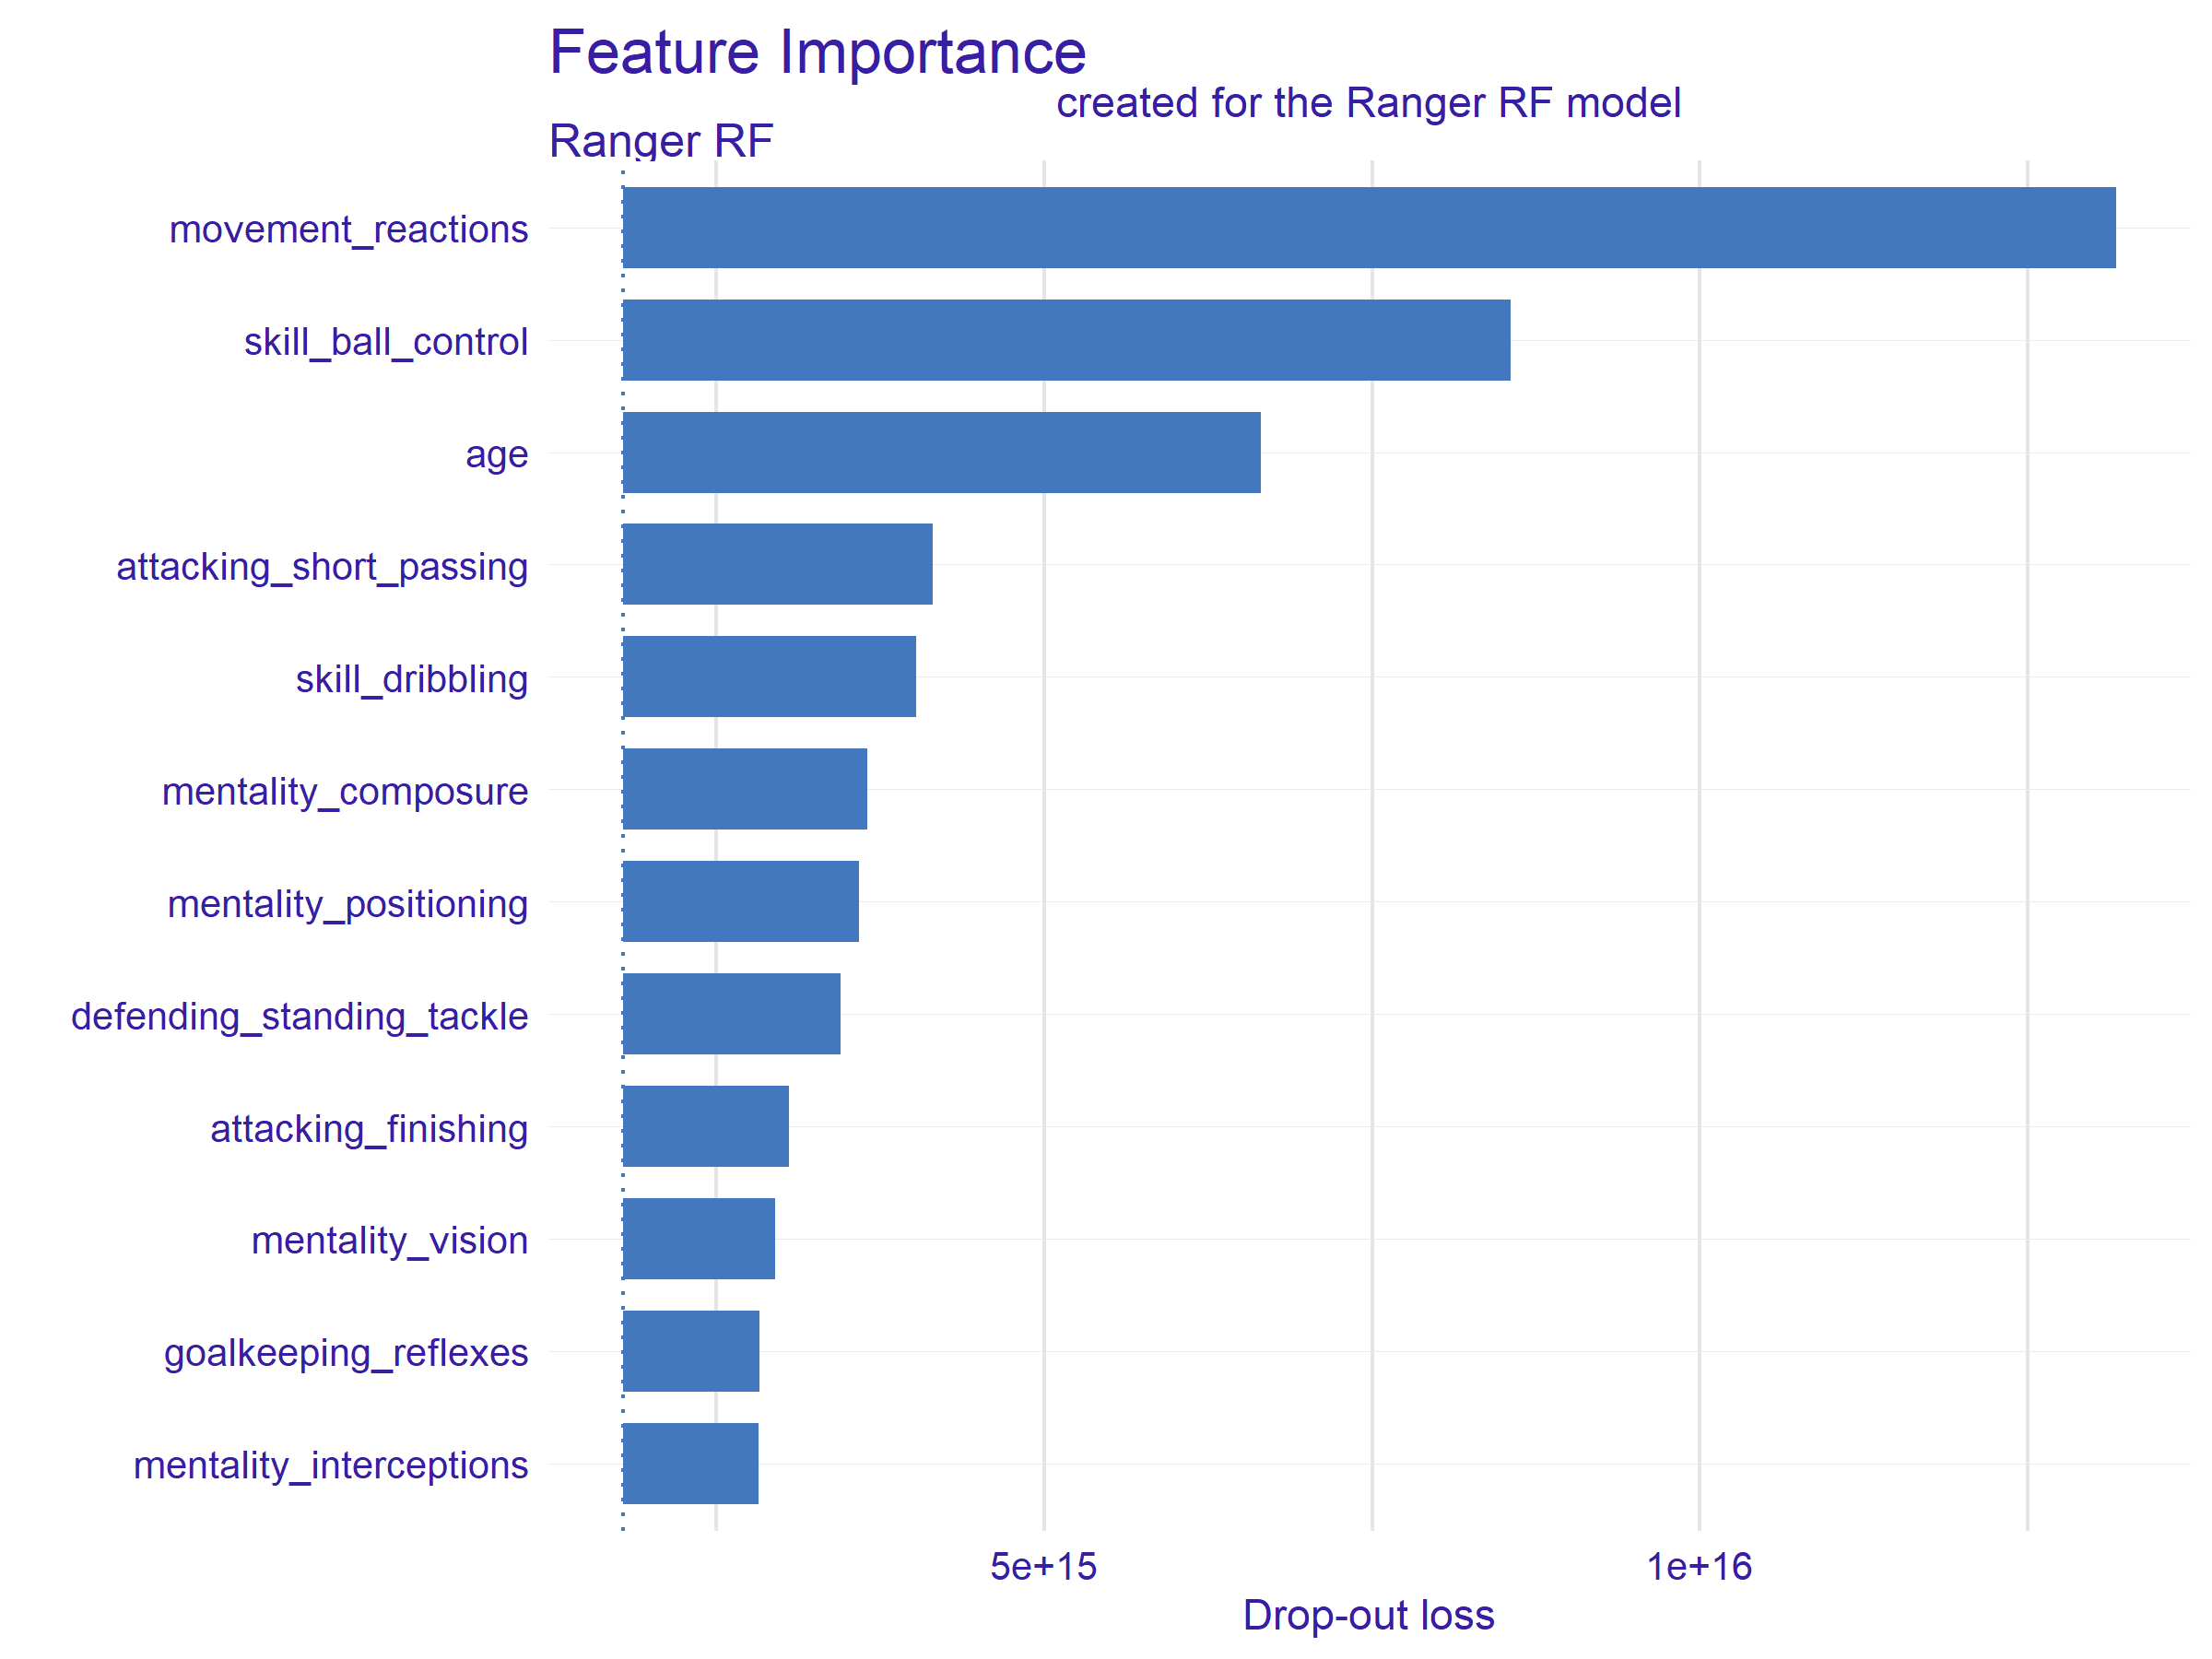 Feature Importance
created for the Ranger RF model
Ranger RF
movement_reactions
skill_ball_control
age
attacking_short_passing
skill_dribbling
mentality_composure
mentality_positioning
defending_standing_tackle
attacking_finishing
mentality_vision
goalkeeping_reflexes
mentality_interceptions
5e+15 1e+16
Drop-out loss